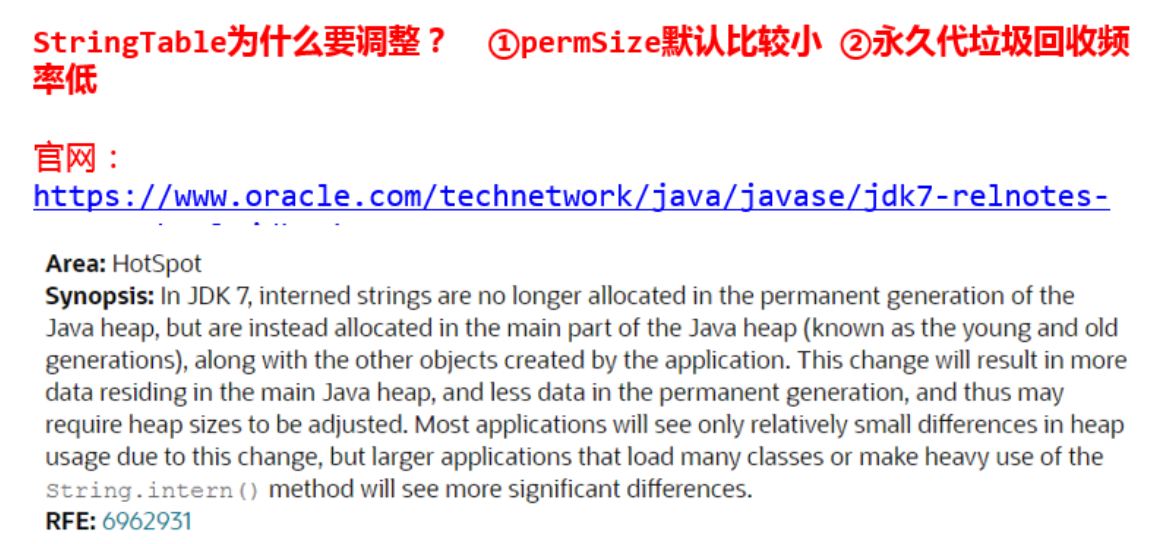 StringTable为什么要调整？ ①permSize默认比较小 ②永久代垃圾回收频
率低
官网：
https://www.oracle.com/technetwork/java/javase/jdk7-relnotes-
Area: HotSpot
Synopsis: In JDK 7, interned strings are no longer allocated in the permanent generation of the
Java heap, but are instead allocated in the main part of the Java heap (known as the young and old
generations), along with the other objects created by the application. This change will result in more
data residing in the main Java heap, and less data in the permanent generation, and thus may
require heap sizes to be adjusted. Most applications will see only relatively small differences in heap
usage due to this change, but larger applications that load many classes or make heavy use of the
String.intern() method will see more significant differences.
RFE: 6962931